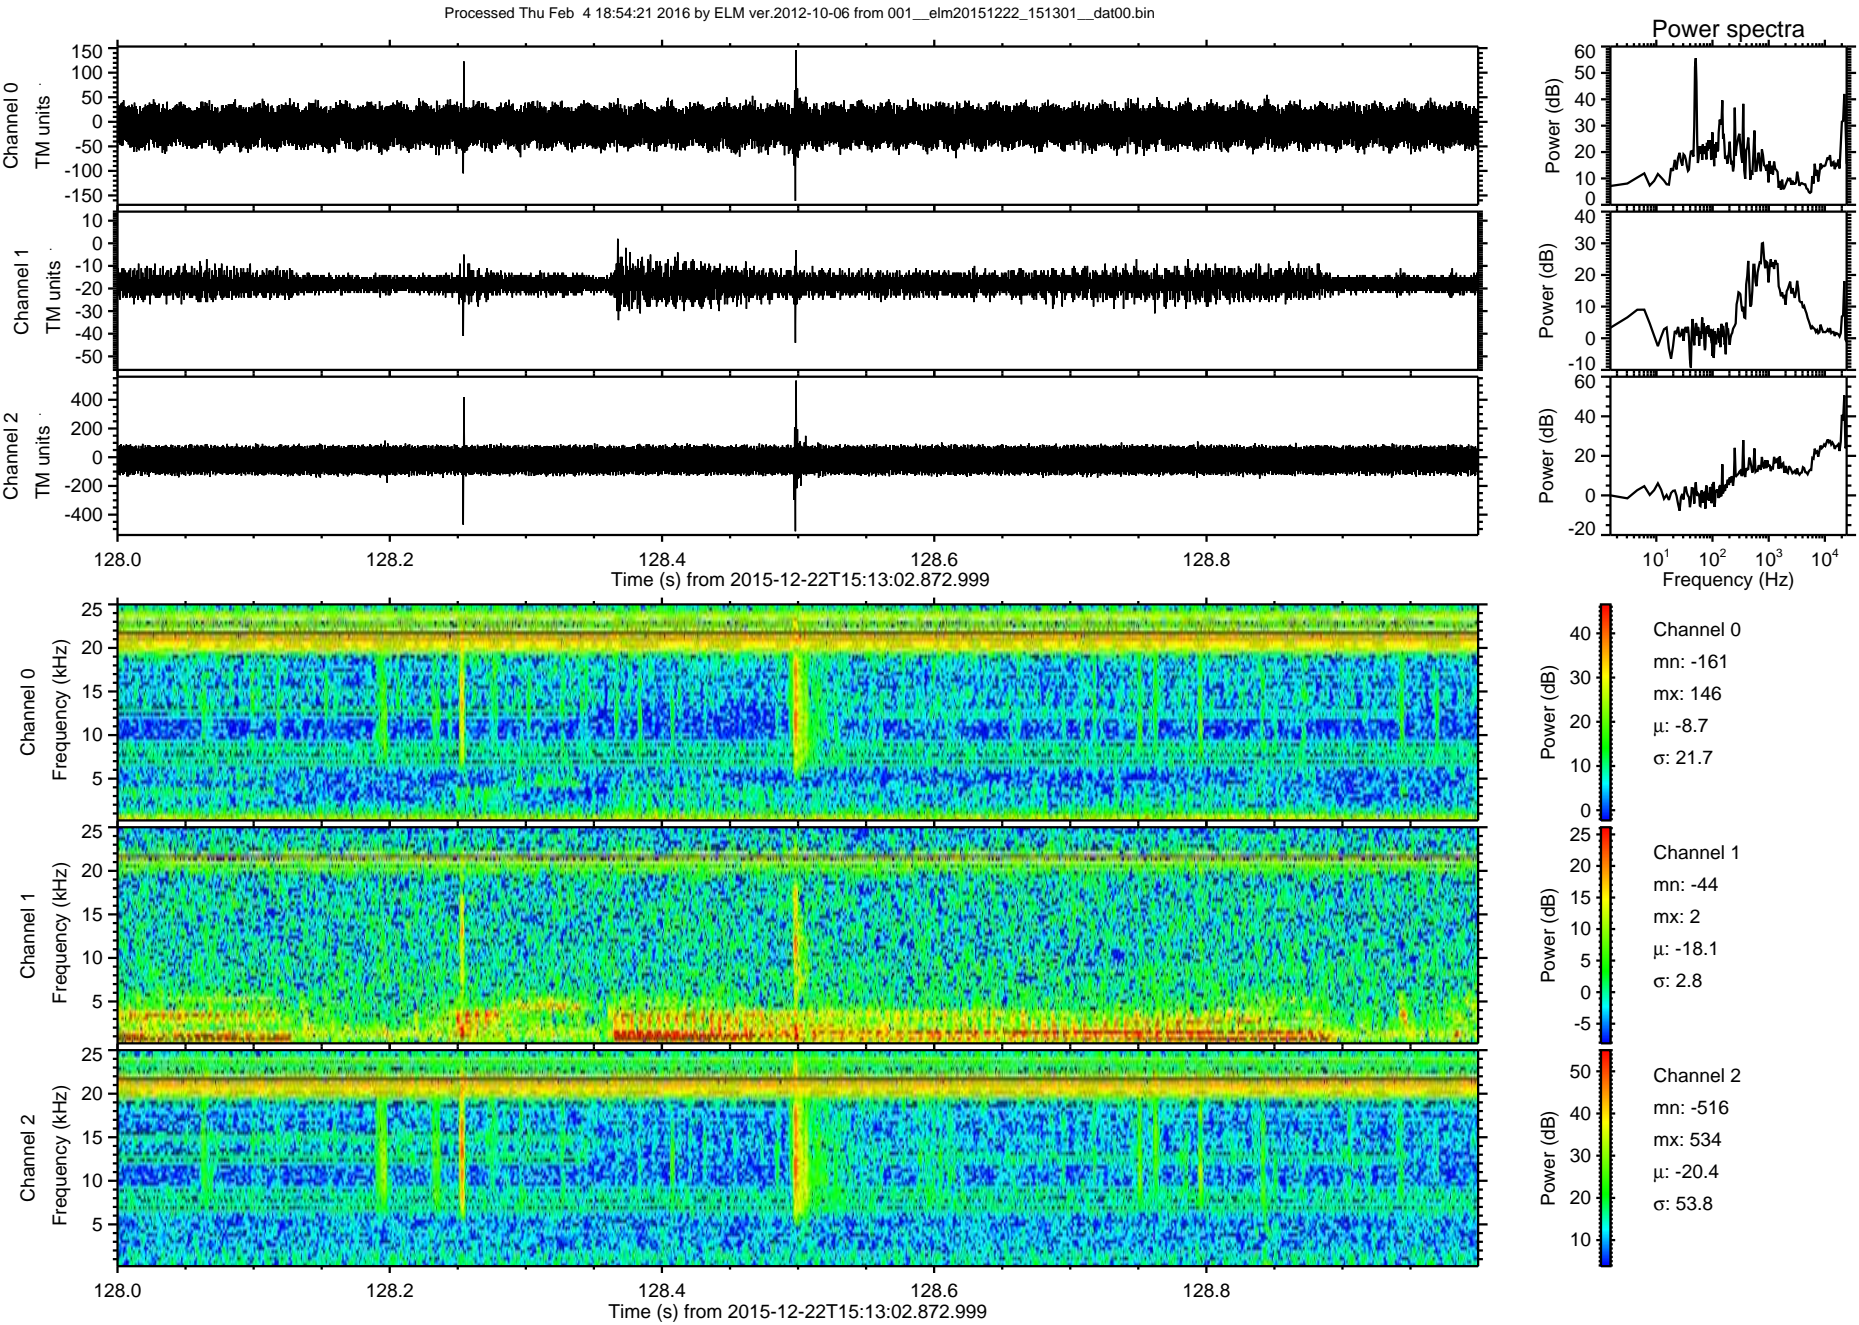 Processed Thu Feb  4 18:54:21 2016 by ELM ver.2012-10-06 from 001__elm20151222_151301__dat00.bin
Power spectra
Channel 0
TM units
150
100
50
0
-50
-100
-150
Power (dB)
60
50
40
30
20
10
0
Channel 1
TM units
10
0
-10
-20
-30
-40
-50
Power (dB)
40
30
20
10
0
-10
Channel 2
TM units
400
200
0
-200
-400
Power (dB)
60
40
20
0
-20
128.0 128.2 128.4 128.6 128.8
Time (s) from 2015-12-22T15:13:02.872.999
10¹ 10² 10³ 10⁴
Frequency (Hz)
Channel 0
Frequency (kHz)
25
20
15
10
5
Power (dB)
40
30
20
10
0
Channel 0
mn: -161
mx: 146
μ: -8.7
σ: 21.7
Channel 1
Frequency (kHz)
25
20
15
10
5
Power (dB)
25
20
15
10
5
0
-5
Channel 1
mn: -44
mx: 2
μ: -18.1
σ: 2.8
Channel 2
Frequency (kHz)
25
20
15
10
5
Power (dB)
50
40
30
20
10
Channel 2
mn: -516
mx: 534
μ: -20.4
σ: 53.8
128.0 128.2 128.4 128.6 128.8
Time (s) from 2015-12-22T15:13:02.872.999